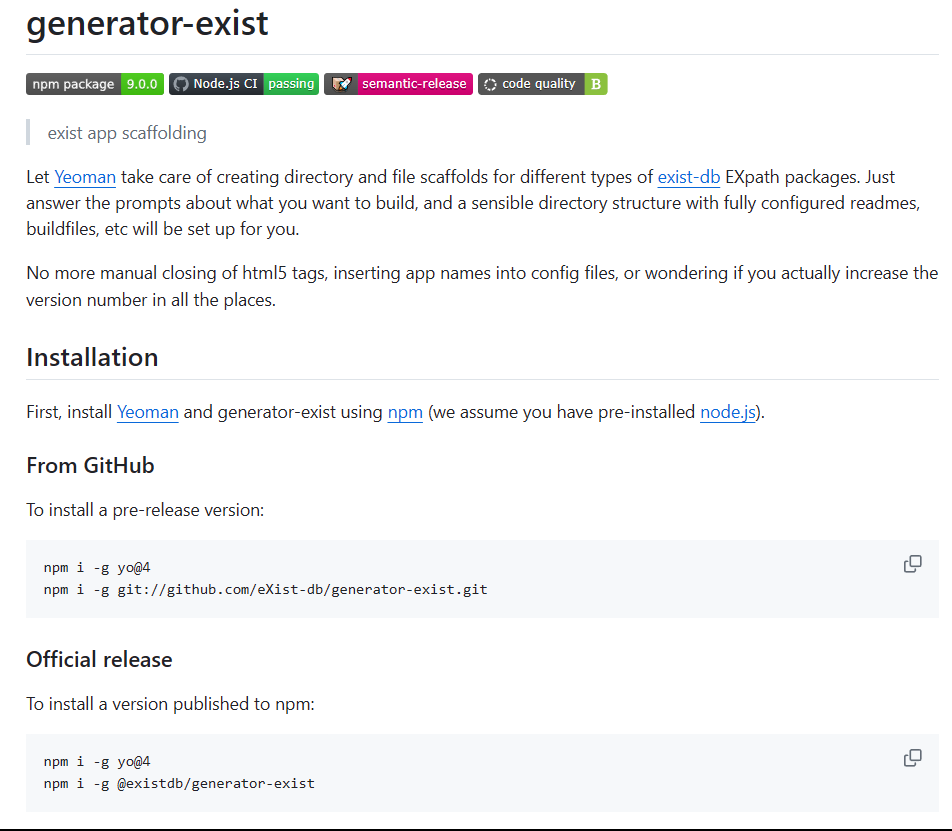 generator-exist
npm package 9.0.0 Node.js CI passing semantic-release code quality B
exist app scaffolding
Let Yeoman take care of creating directory and file scaffolds for different types of exist-db EXpath packages. Just
answer the prompts about what you want to build, and a sensible directory structure with fully configured readmes,
buildfiles, etc will be set up for you.
No more manual closing of html5 tags, inserting app names into config files, or wondering if you actually increase the
version number in all the places.
Installation
First, install Yeoman and generator-exist using npm (we assume you have pre-installed node.js).
From GitHub
To install a pre-release version:
npm i -g yo@4
npm i -g git://github.com/eXist-db/generator-exist.git
Official release
To install a version published to npm:
npm i -g yo@4
npm i -g @existdb/generator-exist